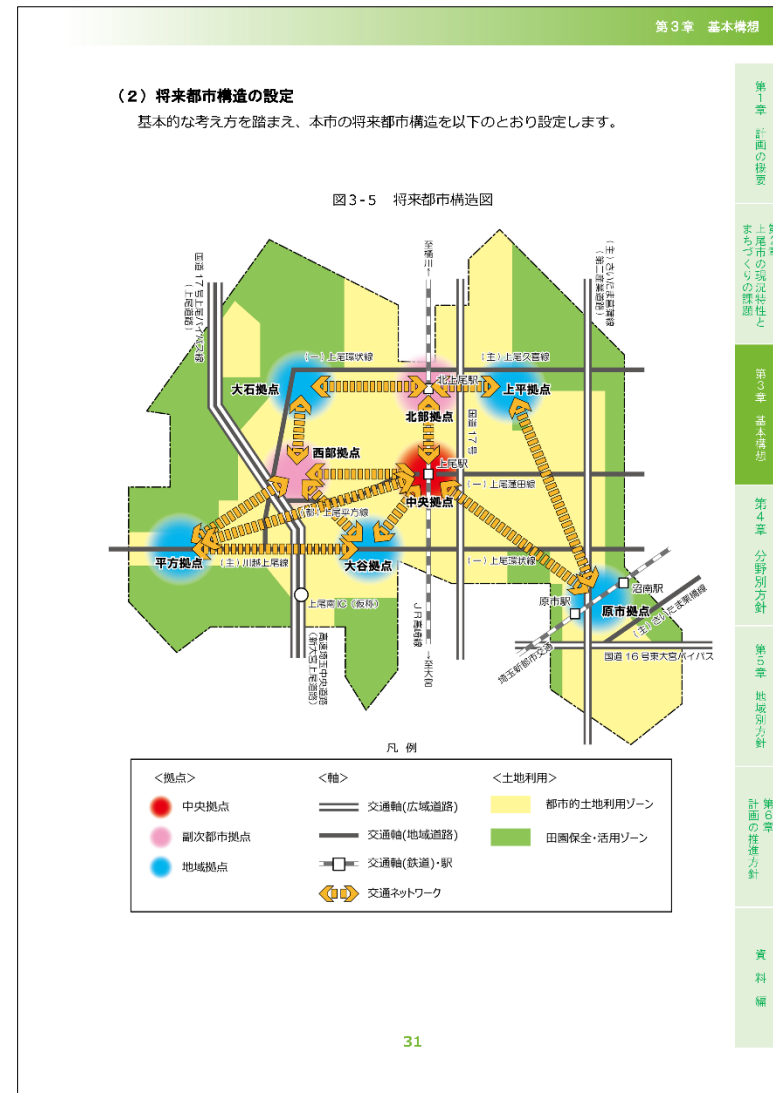 第3章 基本構想
(2)将来都市構造の設定
基本的な考え方を踏まえ、本市の将来都市構造を以下のとおり設定します。
図3-5 将来都市構造図
国道17号上尾バイパス線
(上尾道路)
至桶川←
(主)さいたま菖蒲線
(第二産業道路)
(一)上尾環状線
(主)上尾久喜線
大石拠点
北上尾駅
上平拠点
北部拠点
国道17号
西部拠点
上尾駅
(一)上尾蓮田線
中央拠点
(都)上尾平方線
平方拠点
(主)川越上尾線
大谷拠点
(一)上尾環状線
沼南駅
原市駅
原市拠点
上尾南IC(仮称)
(主)さいたま栗橋線
JR高崎線
→至大宮
高速埼玉中央道路
(新大宮上尾道路)
埼玉新都市交通
国道16号東大宮バイパス
凡 例
<拠点>
中央拠点
副次都市拠点
地域拠点
<軸>
交通軸(広域道路)
交通軸(地域道路)
交通軸(鉄道)・駅
交通ネットワーク
<土地利用>
都市的土地利用ゾーン
田園保全・活用ゾーン
第1章 計画の概要
第2章
上尾市の現況特性と
まちづくりの課題
第3章 基本構想
第4章 分野別方針
第5章 地域別方針
第6章
計画の推進方針
資料編
31